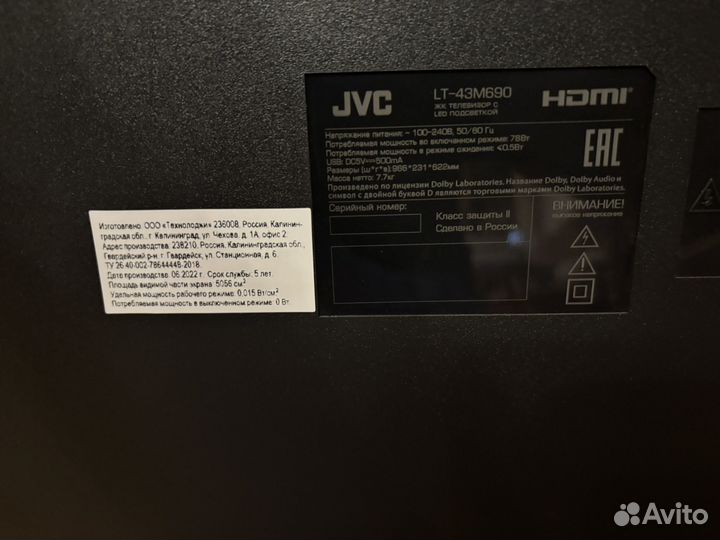 JVC
LT-43M690
ЖК ТЕЛЕВИЗОР С
LED ПОДСВЕТКОЙ
HDMI
Напряжение питания: ~ 100-240В, 50/60 Гц
Потребляемая мощность во включенном режиме: 78Вт
Потребляемая мощность в режиме ожидания: ≤0.5Вт
USB: DC5V⎓500mA
Размеры (ш*г*в):966*231*622мм
Масса нетто: 7.7кг
EAC
Произведено по лицензии Dolby Laboratories. Название Dolby, Dolby Audio и
символ с двойной буквой D являются торговыми марками Dolby Laboratories.
Серийный номер:
Класс защиты II
Сделано в России
ВНИМАНИЕ!
ВЫСОКОЕ НАПРЯЖЕНИЕ
Изготовлено: ООО «Технолоджи» 236008, Россия, Калинин-
градская обл., г. Калининград, ул. Чехова, д. 1А, офис 2.
Адрес производства: 238210, Россия, Калининградская обл.,
Гвардейский р-н, г. Гвардейск, ул. Станционная, д. 6.
ТУ 26.40-002-78644448-2018.
Дата производства: 06.2022 г. Срок службы: 5 лет.
Площадь видимой части экрана: 5056 см²
Удельная мощность рабочего режиме: 0,015 Вт/см²
Потребляемая мощность в выключенном режиме: 0 Вт.
Avito